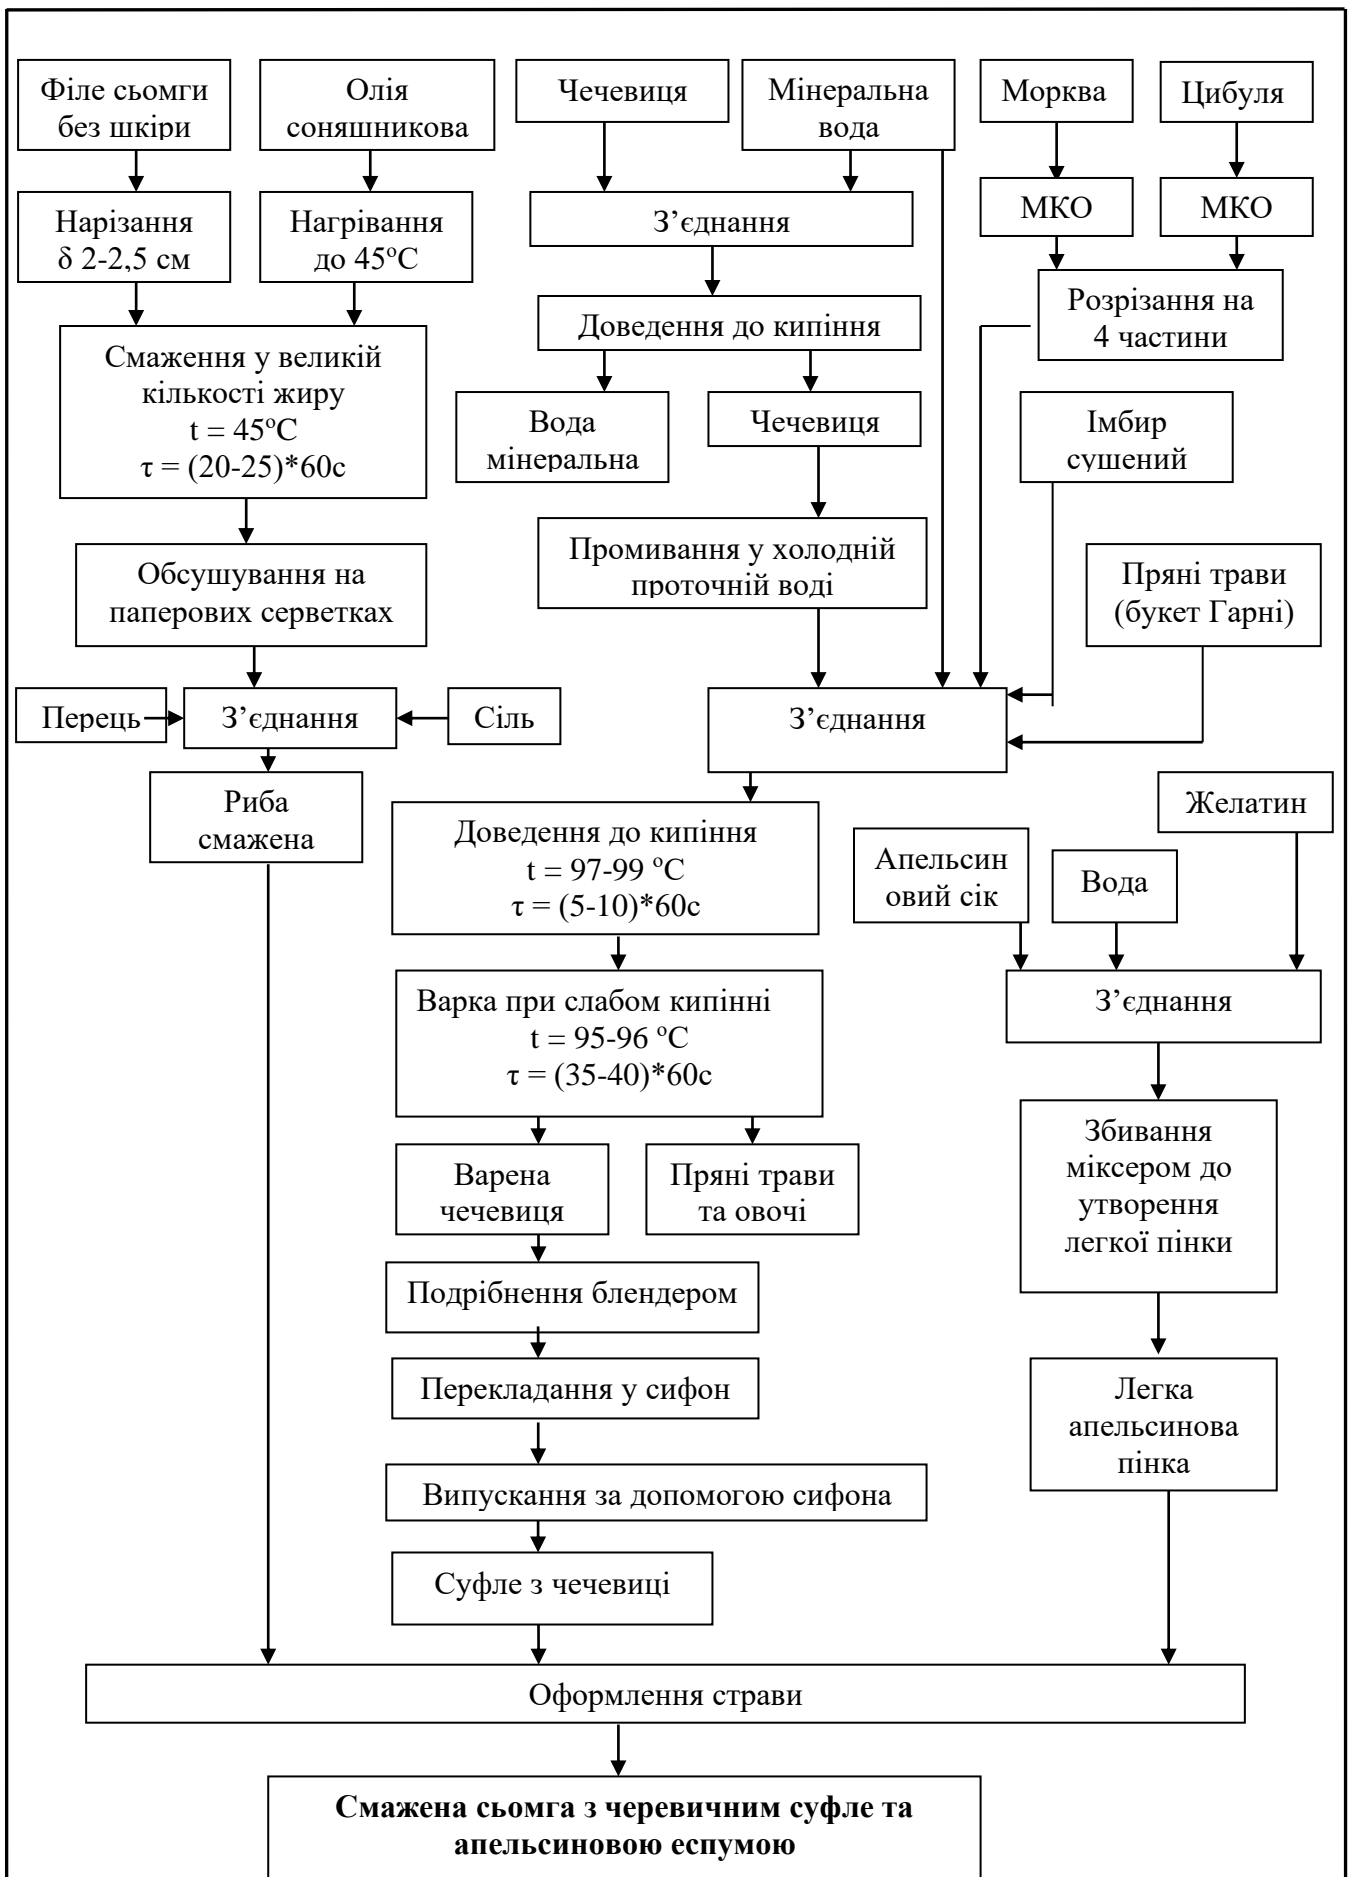 Філе сьомги
без шкіри
Олія
соняшникова
Чечевиця
Мінеральна
вода
Морква
Цибуля
Нарізання
δ 2-2,5 см
Нагрівання
до 45ºС
З’єднання
МКО
МКО
Доведення до кипіння
Розрізання на
4 частини
Смаження у великій
кількості жиру
t = 45ºС
τ = (20-25)*60с
Вода
мінеральна
Чечевиця
Імбир
сушений
Промивання у холодній
проточній воді
Обсушування на
паперових серветках
Пряні трави
(букет Гарні)
Перець
З’єднання
Сіль
З’єднання
Риба
смажена
Доведення до кипіння
t = 97-99 ºС
τ = (5-10)*60с
Желатин
Апельсин
овий сік
Вода
Варка при слабом кипінні
t = 95-96 ºС
τ = (35-40)*60с
З’єднання
Варена
чечевиця
Пряні трави
та овочі
Збивання
міксером до
утворення
легкої пінки
Подрібнення блендером
Перекладання у сифон
Легка
апельсинова
пінка
Випускання за допомогою сифона
Суфле з чечевиці
Оформлення страви
Смажена сьомга з черевичним суфле та
апельсиновою еспумою